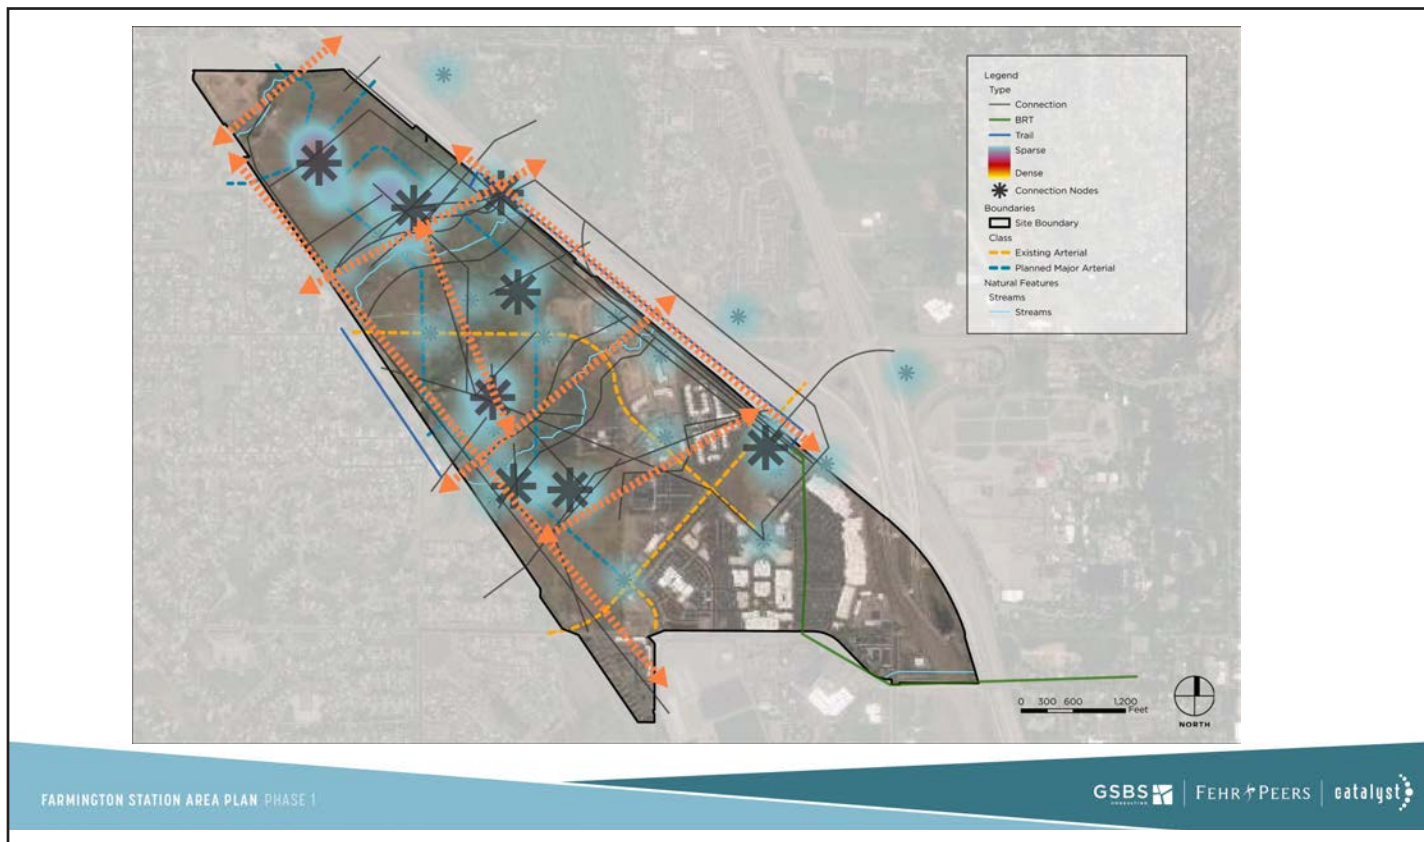 Legend
Type
Connection
BRT
Trail
Sparse
Dense
Connection Nodes
Boundaries
Site Boundary
Class
Existing Arterial
Planned Major Arterial
Natural Features
Streams
Streams
0 300 600 1,200
Feet
NORTH
FARMINGTON STATION AREA PLAN PHASE 1
GSBS
CONSULTING
FEHR PEERS
catalyst